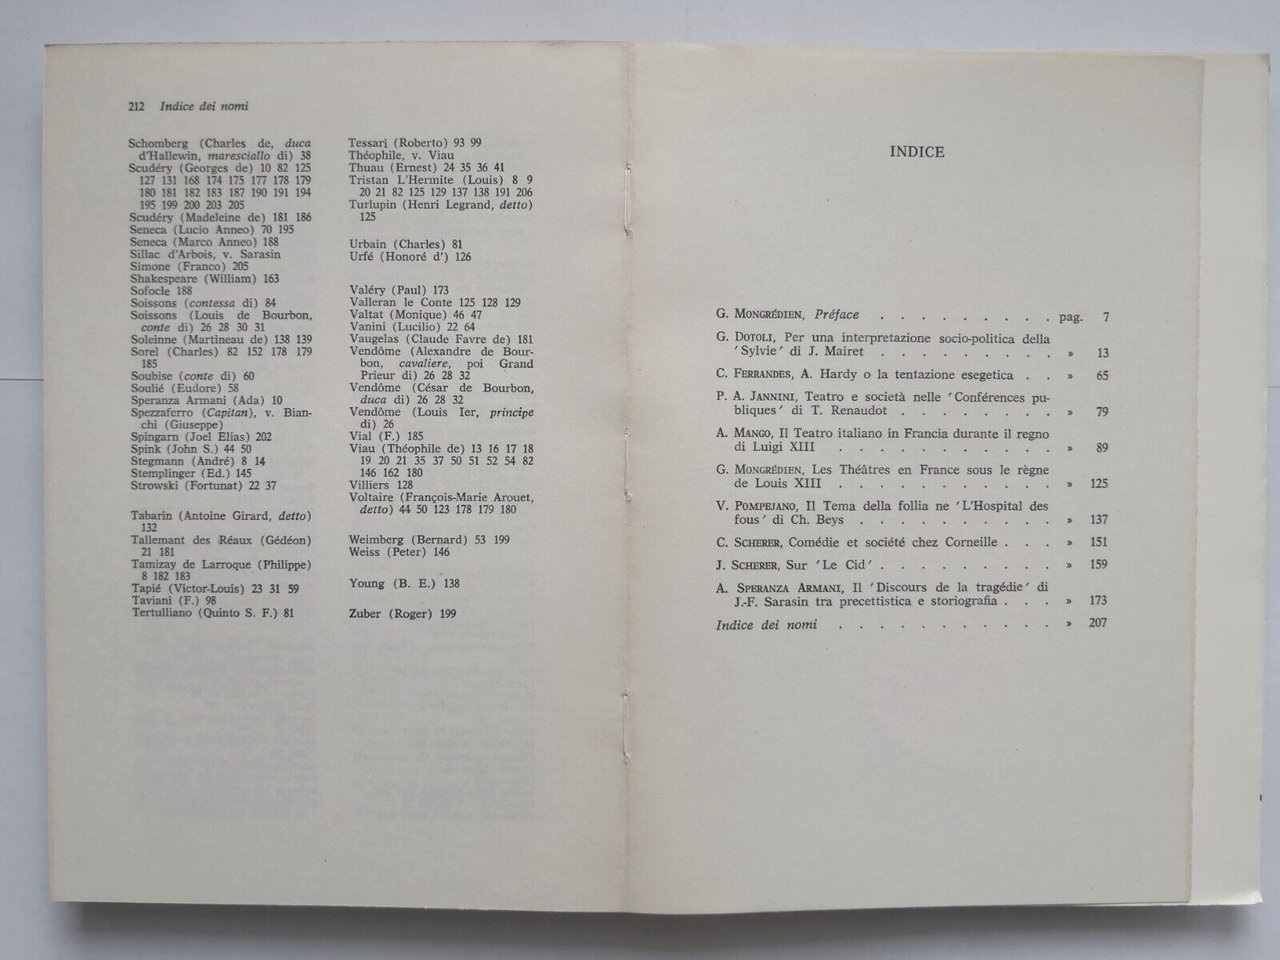 212 Indice dei nomi
Schomberg (Charles de, duca
d'Hallewin, maresciallo di) 38
Scudéry (Georges de) 10 82 125
127 131 168 174 175 177 178 179
180 181 182 183 187 190 191 194
195 199 200 203 205
Scudéry (Madeleine de) 181 186
Seneca (Lucio Anneo) 70 195
Seneca (Marco Anneo) 188
Sillac d'Arbois, v. Sarasin
Simone (Franco) 205
Shakespeare (William) 163
Sofocle 188
Soissons (contessa di) 84
Soissons (Louis de Bourbon,
conte di) 26 28 30 31
Soleinne (Martineau de) 138 139
Sorel (Charles) 82 152 178 179
185
Soubise (conte di) 60
Soulié (Eudore) 58
Speranza Armani (Ada) 10
Spezzaferro (Capitan), v. Bian-
chi (Giuseppe)
Spingarn (Joel Elias) 202
Spink (John S.) 44 50
Stegmann (André) 8 14
Stemplinger (Ed.) 145
Strowski (Fortunat) 22 37
Tabarin (Antoine Girard, detto)
132
Tallemant des Réaux (Gédéon)
21 181
Tamizay de Larroque (Philippe)
8 182 183
Tapié (Victor-Louis) 23 31 59
Taviani (F.) 98
Tertulliano (Quinto S. F.) 81
Tessari (Roberto) 93 99
Théophile, v. Viau
Thuau (Ernest) 24 35 36 41
Tristan L'Hermite (Louis) 8 9
20 21 82 125 129 137 138 191 206
Turlupin (Henri Legrand, detto)
125
Urbain (Charles) 81
Urfé (Honoré d') 126
Valéry (Paul) 173
Valleran le Conte 125 128 129
Valtat (Monique) 46 47
Vanini (Lucilio) 22 64
Vaugelas (Claude Favre de) 181
Vendôme (Alexandre de Bour-
bon, cavaliere, poi Grand
Prieur di) 26 28 32
Vendôme (César de Bourbon,
duca di) 26 28 32
Vendôme (Louis Ier, principe
di) 26
Vial (F.) 185
Viau (Théophile de) 13 16 17 18
19 20 21 35 37 50 51 52 54 82
146 162 180
Villiers 128
Voltaire (François-Marie Arouet,
detto) 44 50 123 178 179 180
Weimberg (Bernard) 53 199
Weiss (Peter) 146
Young (B. E.) 138
Zuber (Roger) 199
INDICE
G. MONGRÉDIEN, Préface . . . . . . . . . pag. 7
G. DOTOLI, Per una interpretazione socio-politica della
'Sylvie' di J. Mairet . . . . . . . . . » 13
C. FERRANDES, A. Hardy o la tentazione esegetica . . » 65
P. A. JANNINI, Teatro e società nelle 'Conférences pu-
bliques' di T. Renaudot . . . . . . . . » 79
A. MANGO, Il Teatro italiano in Francia durante il regno
di Luigi XIII . . . . . . . . . . . » 89
G. MONGRÉDIEN, Les Théâtres en France sous le règne
de Louis XIII . . . . . . . . . . . » 125
V. POMPEJANO, Il Tema della follia ne 'L'Hospital des
fous' di Ch. Beys . . . . . . . . . . » 137
C. SCHERER, Comédie et société chez Corneille . . . » 151
J. SCHERER, Sur 'Le Cid' . . . . . . . . . » 159
A. SPERANZA ARMANI, Il 'Discours de la tragédie' di
J.-F. Sarasin tra precettistica e storiografia . . . » 173
Indice dei nomi . . . . . . . . . . . » 207